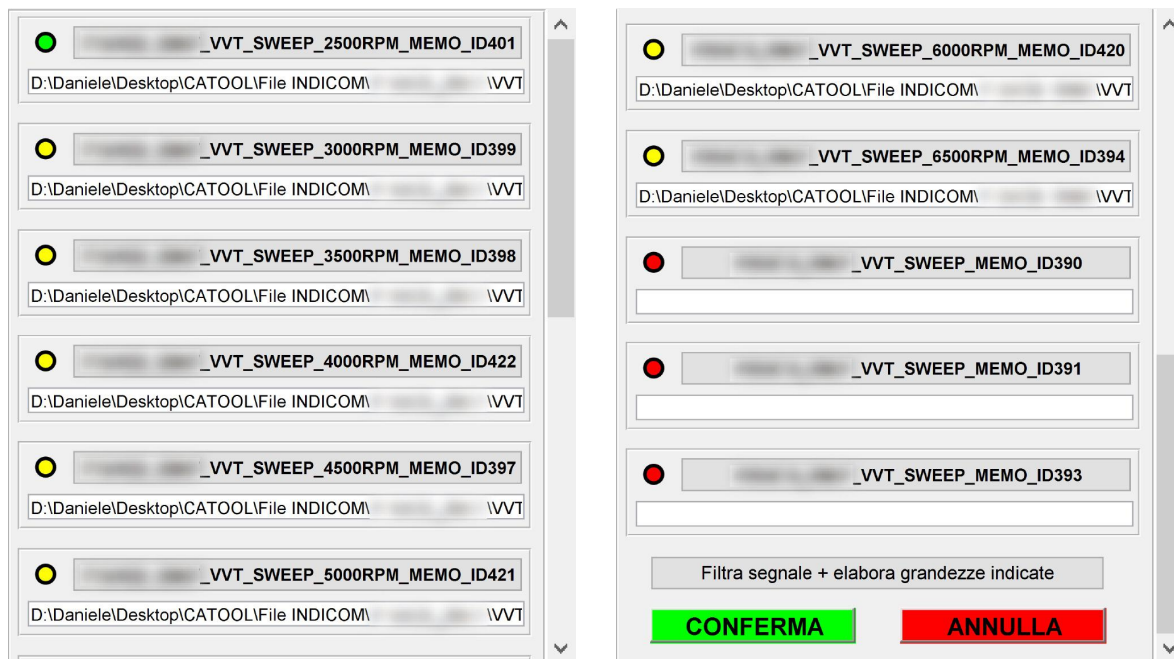 _VVT_SWEEP_2500RPM_MEMO_ID401
D:\Daniele\Desktop\CATOOL\File INDICOM\ \VVT
_VVT_SWEEP_3000RPM_MEMO_ID399
D:\Daniele\Desktop\CATOOL\File INDICOM\ \VVT
_VVT_SWEEP_3500RPM_MEMO_ID398
D:\Daniele\Desktop\CATOOL\File INDICOM\ \VVT
_VVT_SWEEP_4000RPM_MEMO_ID422
D:\Daniele\Desktop\CATOOL\File INDICOM\ \VVT
_VVT_SWEEP_4500RPM_MEMO_ID397
D:\Daniele\Desktop\CATOOL\File INDICOM\ \VVT
_VVT_SWEEP_5000RPM_MEMO_ID421
D:\Daniele\Desktop\CATOOL\File INDICOM\ \VVT
_VVT_SWEEP_6000RPM_MEMO_ID420
D:\Daniele\Desktop\CATOOL\File INDICOM\ \VVT
_VVT_SWEEP_6500RPM_MEMO_ID394
D:\Daniele\Desktop\CATOOL\File INDICOM\ \VVT
_VVT_SWEEP_MEMO_ID390
_VVT_SWEEP_MEMO_ID391
_VVT_SWEEP_MEMO_ID393
Filtra segnale + elabora grandezze indicate
CONFERMA
ANNULLA